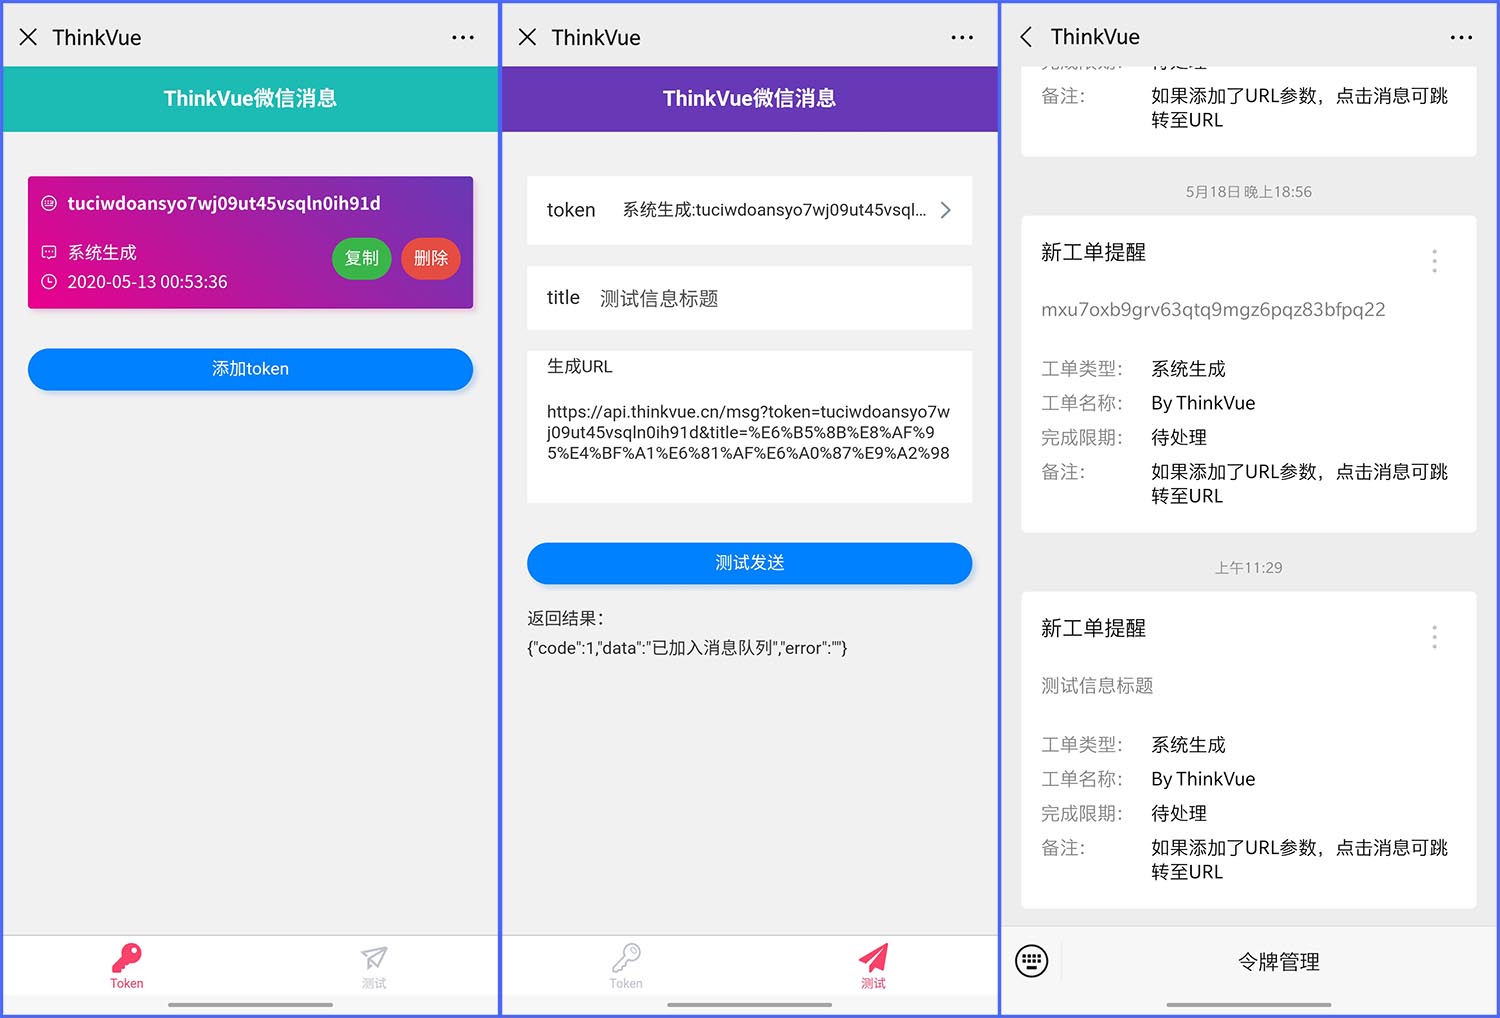 ThinkVue
ThinkVue微信消息
tuciwdoansyo7wj09ut45vsqln0ih91d
系统生成
2020-05-13 00:53:36
复制
删除
添加token
Token
测试
ThinkVue
ThinkVue微信消息
token 系统生成:tuciwdoansyo7wj09ut45vsql...
title 测试信息标题
生成URL
https://api.thinkvue.cn/msg?token=tuciwdoansyo7w
j09ut45vsqln0ih91d&title=%E6%B5%8B%E8%AF%9
5%E4%BF%A1%E6%81%AF%E6%A0%87%E9%A2%98
测试发送
返回结果：
{"code":1,"data":"已加入消息队列","error":""}
Token
测试
ThinkVue
完成限期： 待处理
备注： 如果添加了URL参数，点击消息可跳
转至URL
5月18日 晚上18:56
新工单提醒
mxu7oxb9grv63qtq9mgz6pqz83bfpq22
工单类型： 系统生成
工单名称： By ThinkVue
完成限期： 待处理
备注： 如果添加了URL参数，点击消息可跳
转至URL
上午11:29
新工单提醒
测试信息标题
工单类型： 系统生成
工单名称： By ThinkVue
完成限期： 待处理
备注： 如果添加了URL参数，点击消息可跳
转至URL
令牌管理